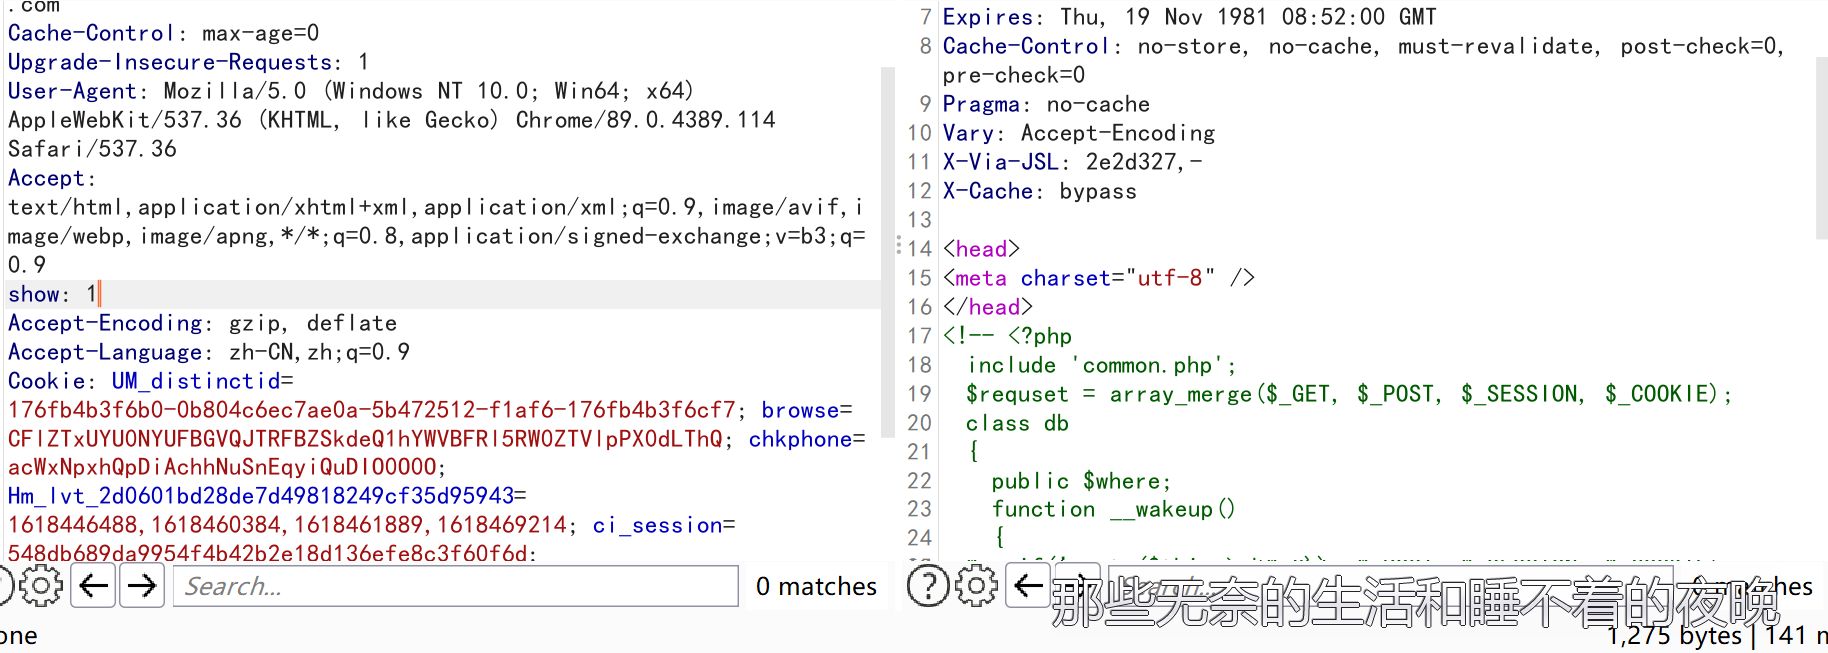 .com
Cache-Control: max-age=0
Upgrade-Insecure-Requests: 1
User-Agent: Mozilla/5.0 (Windows NT 10.0; Win64; x64)
AppleWebKit/537.36 (KHTML, like Gecko) Chrome/89.0.4389.114
Safari/537.36
Accept:
text/html,application/xhtml+xml,application/xml;q=0.9,image/avif,i
mage/webp,image/apng,*/*;q=0.8,application/signed-exchange;v=b3;q=
0.9
show: 1
Accept-Encoding: gzip, deflate
Accept-Language: zh-CN,zh;q=0.9
Cookie: UM_distinctid=
176fb4b3f6b0-0b804c6ec7ae0a-5b472512-f1af6-176fb4b3f6cf7; browse=
CFlZTxUYU0NYUFBGVQJTRFBZSkdeQ1hYWVBFRl5RW0ZTVlpPX0dLThQ; chkphone=
acWxNpxhQpDiAchhNuSnEqyiQuDIO0000;
Hm_lvt_2d0601bd28de7d49818249cf35d95943=
1618446488,1618460384,1618461889,1618469214; ci_session=
548db689da9954f4b42b2e18d136efe8c3f60f6d;
Search...
0 matches
one
7 Expires: Thu, 19 Nov 1981 08:52:00 GMT
8 Cache-Control: no-store, no-cache, must-revalidate, post-check=0,
pre-check=0
9 Pragma: no-cache
10 Vary: Accept-Encoding
11 X-Via-JSL: 2e2d327,-
12 X-Cache: bypass
13
14 <head>
15 <meta charset="utf-8" />
16 </head>
17 <!-- <?php
18 include 'common.php';
19 $requset = array_merge($_GET, $_POST, $_SESSION, $_COOKIE);
20 class db
21 {
22 public $where;
23 function __wakeup()
24 {
Search...
0 matches
那些无奈的生活和睡不着的夜晚
1,275 bytes | 141 m